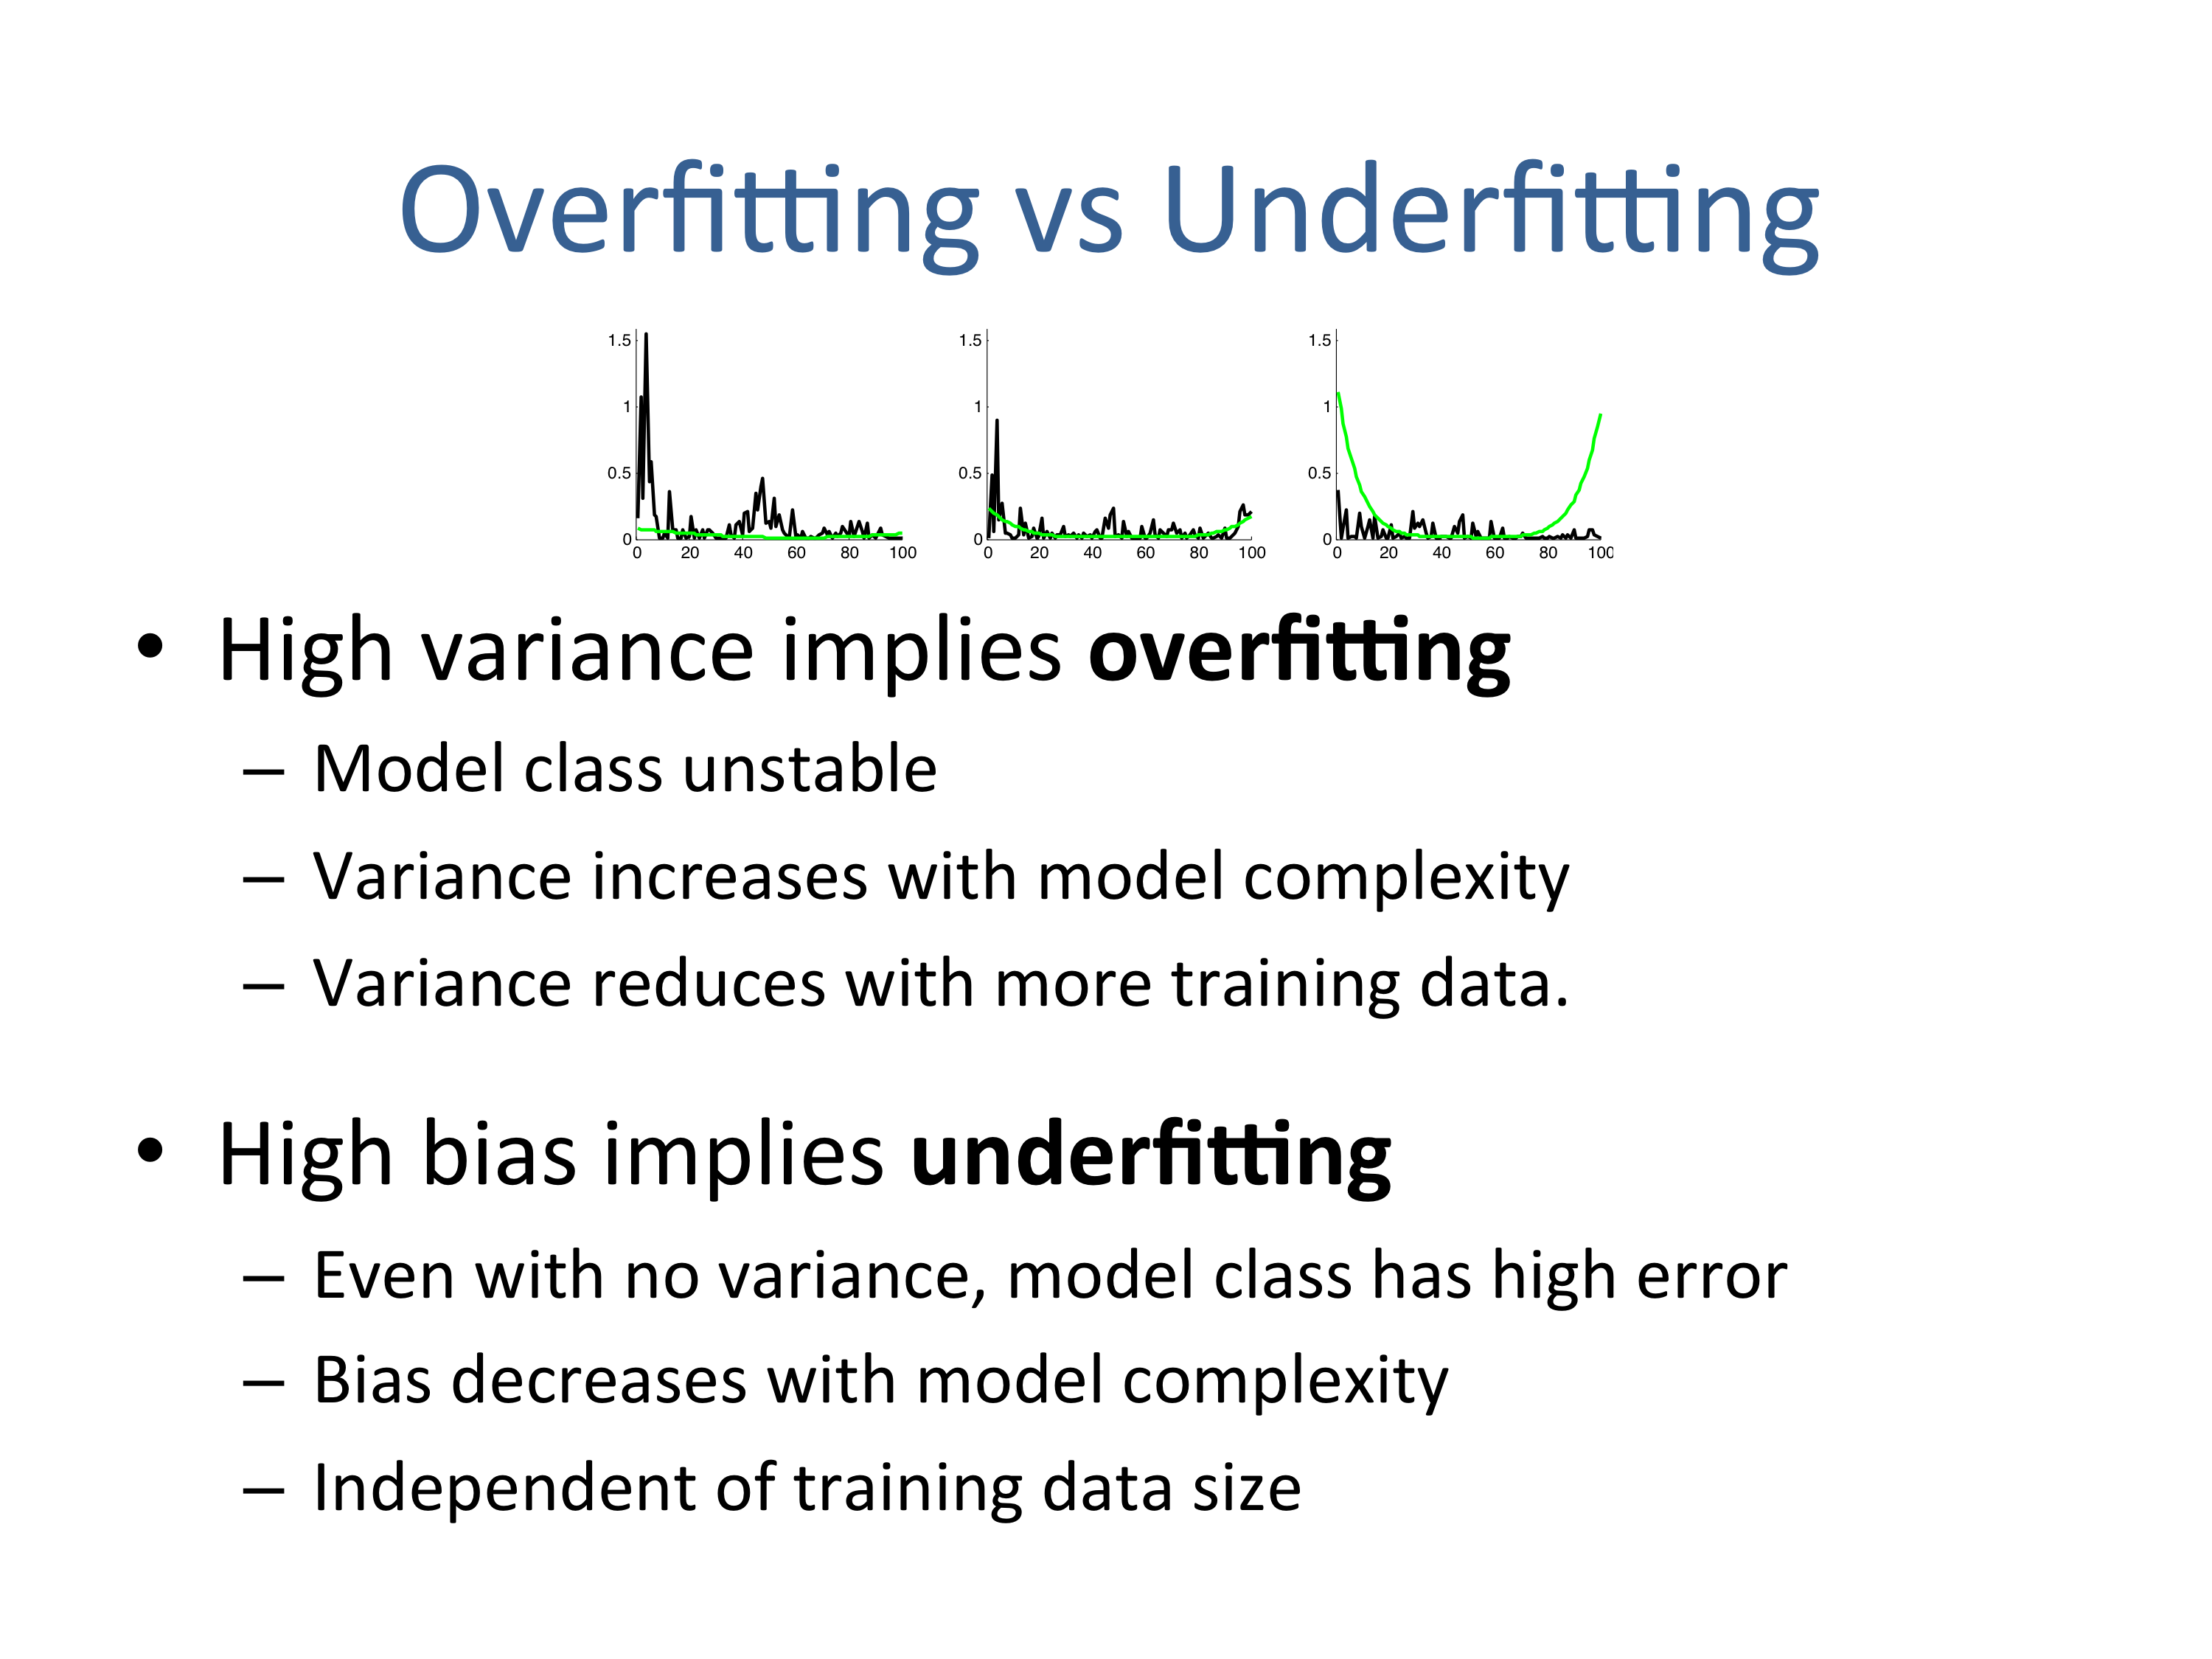 Overfitting vs Underfitting
1.5 1.5 1.5
1 1 1
0.5 0.5 0.5
0 0 0
0 20 40 60 80 100 0 20 40 60 80 100 0 20 40 60 80 100
• High variance implies overfitting
– Model class unstable
– Variance increases with model complexity
– Variance reduces with more training data.
• High bias implies underfitting
– Even with no variance, model class has high error
– Bias decreases with model complexity
– Independent of training data size